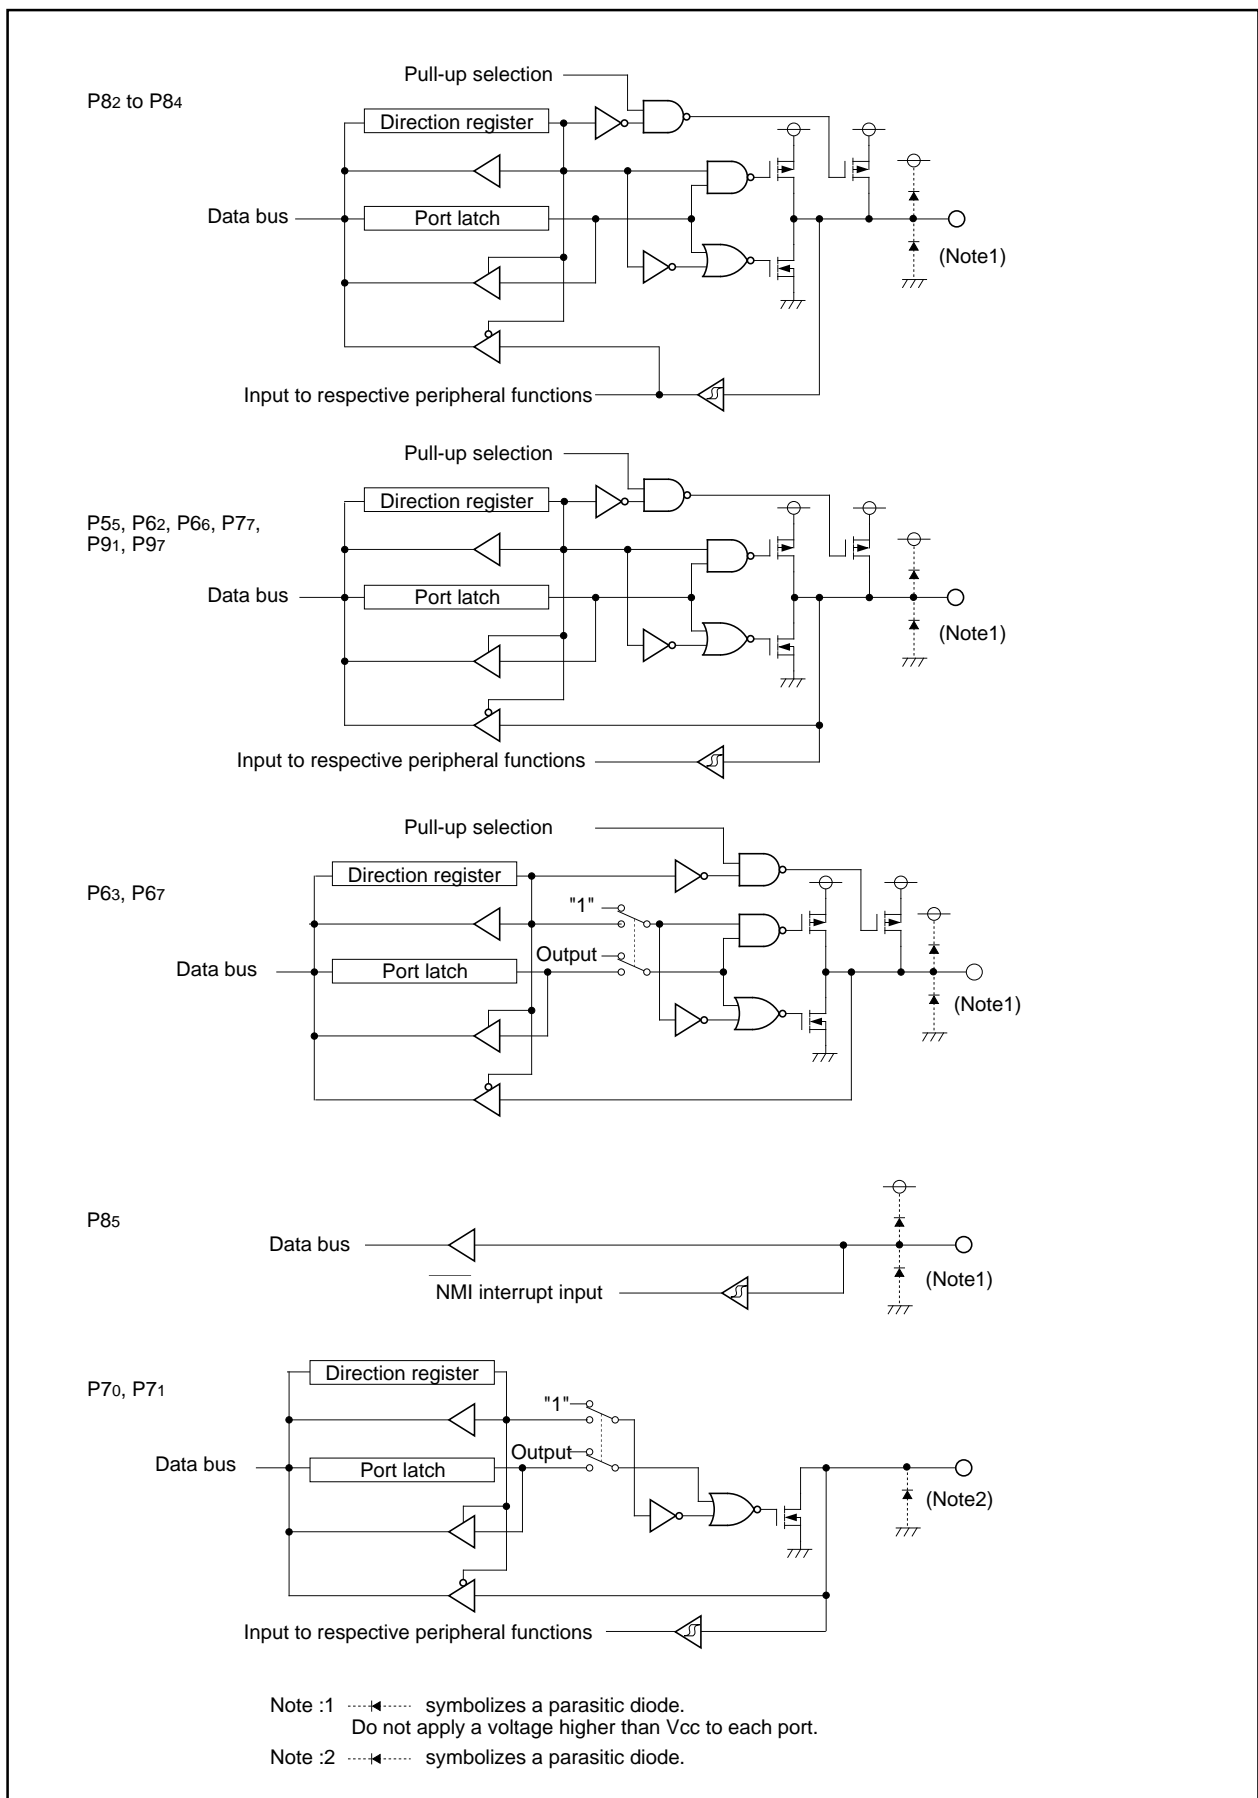 Pull-up selection
P82 to P84
Direction register
Data bus
Port latch
(Note1)
Input to respective peripheral functions
Pull-up selection
Direction register
P55, P62, P66, P77,
P91, P97
Data bus
Port latch
(Note1)
Input to respective peripheral functions
Pull-up selection
Direction register
P63, P67
"1"
Output
Data bus
Port latch
(Note1)
P85
Data bus
(Note1)
NMI interrupt input
Direction register
P70, P71
"1"
Output
Data bus
Port latch
(Note2)
Input to respective peripheral functions
Note :1 symbolizes a parasitic diode.
Do not apply a voltage higher than Vcc to each port.
Note :2 symbolizes a parasitic diode.